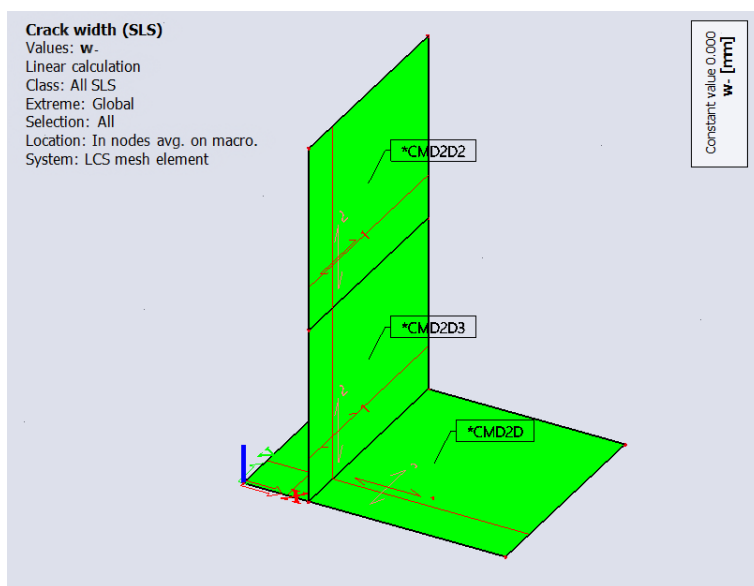 Crack width (SLS)
Values: w-
Linear calculation
Class: All SLS
Extreme: Global
Selection: All
Location: In nodes avg. on macro.
System: LCS mesh element
Constant value 0.000
w- [mm]
*CMD2D2
*CMD2D3
*CMD2D